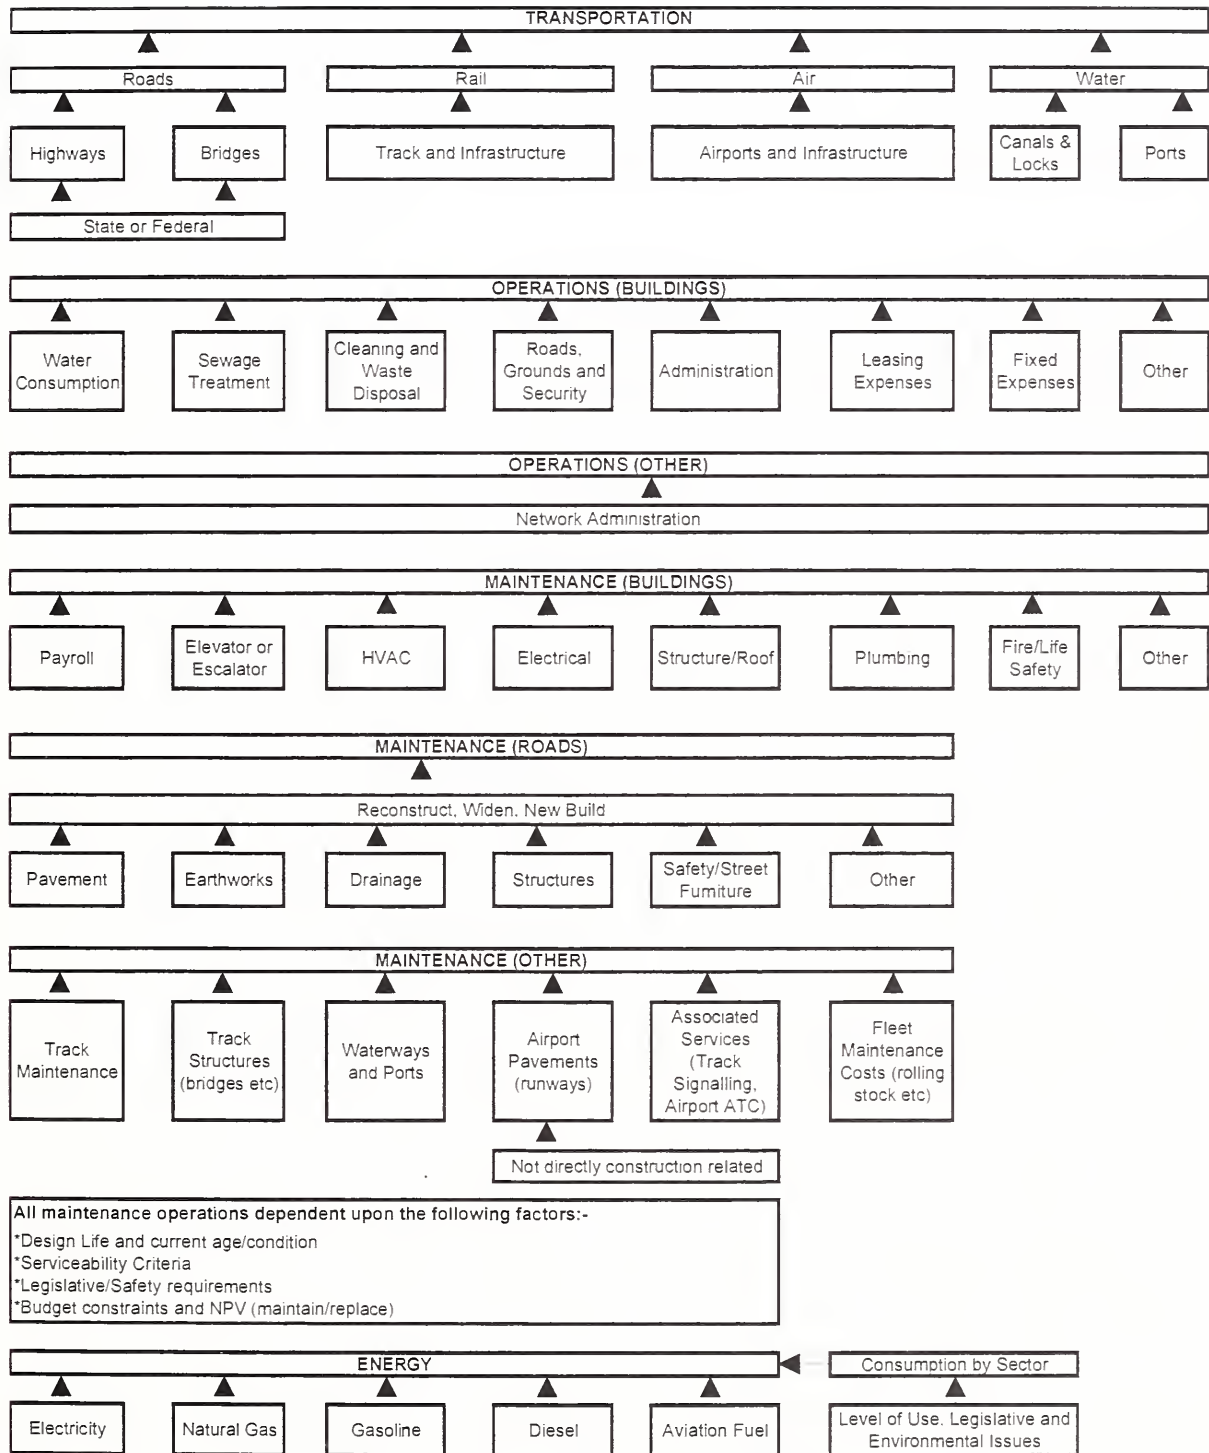 TRANSPORTATION
Roads
Rail
Air
Water
Highways
Bridges
Track and Infrastructure
Airports and Infrastructure
Canals &
Locks
Ports
State or Federal
OPERATIONS (BUILDINGS)
Water
Consumption
Sewage
Treatment
Cleaning and
Waste
Disposal
Roads,
Grounds and
Security
Administration
Leasing
Expenses
Fixed
Expenses
Other
OPERATIONS (OTHER)
Network Administration
MAINTENANCE (BUILDINGS)
Payroll
Elevator or
Escalator
HVAC
Electrical
Structure/Roof
Plumbing
Fire/Life
Safety
Other
MAINTENANCE (ROADS)
Reconstruct, Widen, New Build
Pavement
Earthworks
Drainage
Structures
Safety/Street
Furniture
Other
MAINTENANCE (OTHER)
Track
Maintenance
Track
Structures
(bridges etc)
Waterways
and Ports
Airport
Pavements
(runways)
Associated
Services
(Track
Signalling,
Airport ATC)
Fleet
Maintenance
Costs (rolling
stock etc)
Not directly construction related
All maintenance operations dependent upon the following factors:-
*Design Life and current age/condition
*Serviceability Criteria
*Legislative/Safety requirements
*Budget constraints and NPV (maintain/replace)
ENERGY
Consumption by Sector
Electricity
Natural Gas
Gasoline
Diesel
Aviation Fuel
Level of Use. Legislative and
Environmental Issues